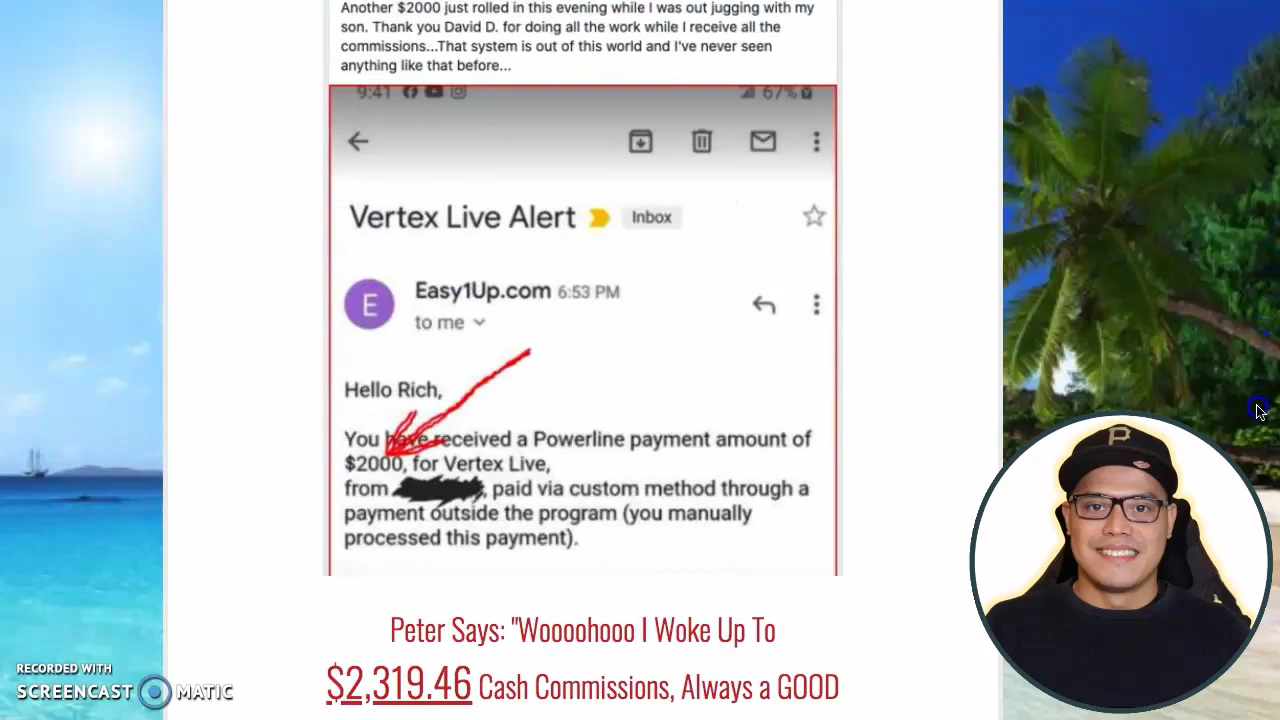 Another $2000 just rolled in this evening while I was out jugging with my
son. Thank you David D. for doing all the work while I receive all the
commissions...That system is out of this world and I've never seen
anything like that before...
9:41 67%
Vertex Live Alert Inbox
E Easy1Up.com 6:53 PM
to me
Hello Rich,
You have received a Powerline payment amount of
$2000, for Vertex Live,
from , paid via custom method through a
payment outside the program (you manually
processed this payment).
Peter Says: "Woooohooo I Woke Up To
$2,319.46 Cash Commissions, Always a GOOD
P
RECORDED WITH
SCREENCAST MATIC